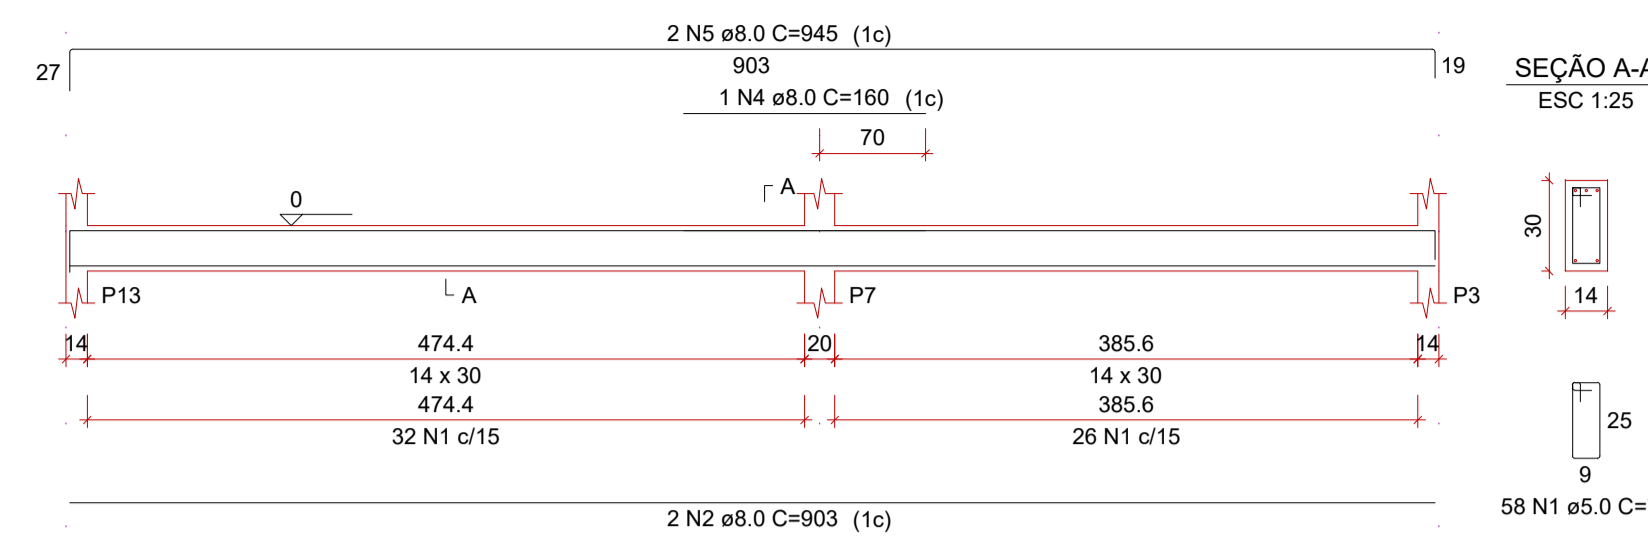 2 N5 ø8.0 C=945 (1c)
27
903
19
SEÇÃO A-A
ESC 1:25
1 N4 ø8.0 C=160 (1c)
70
A
0
30
P13
A
P7
P3
14
14
474.4
20
385.6
14
14 x 30
14 x 30
474.4
385.6
32 N1 c/15
26 N1 c/15
25
9
58 N1 ø5.0 C=
2 N2 ø8.0 C=903 (1c)